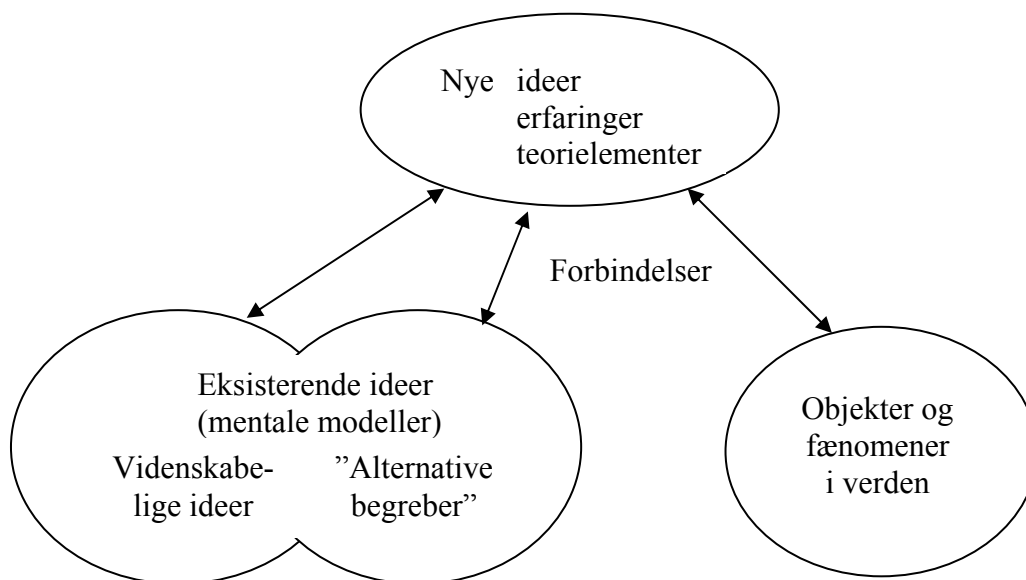 Nye ideer
erfaringer
teorielementer
Forbindelser
Eksisterende ideer
(mentale modeller)
Videnskabe-
lige ideer
”Alternative
begreber”
Objekter og
fænomener
i verden